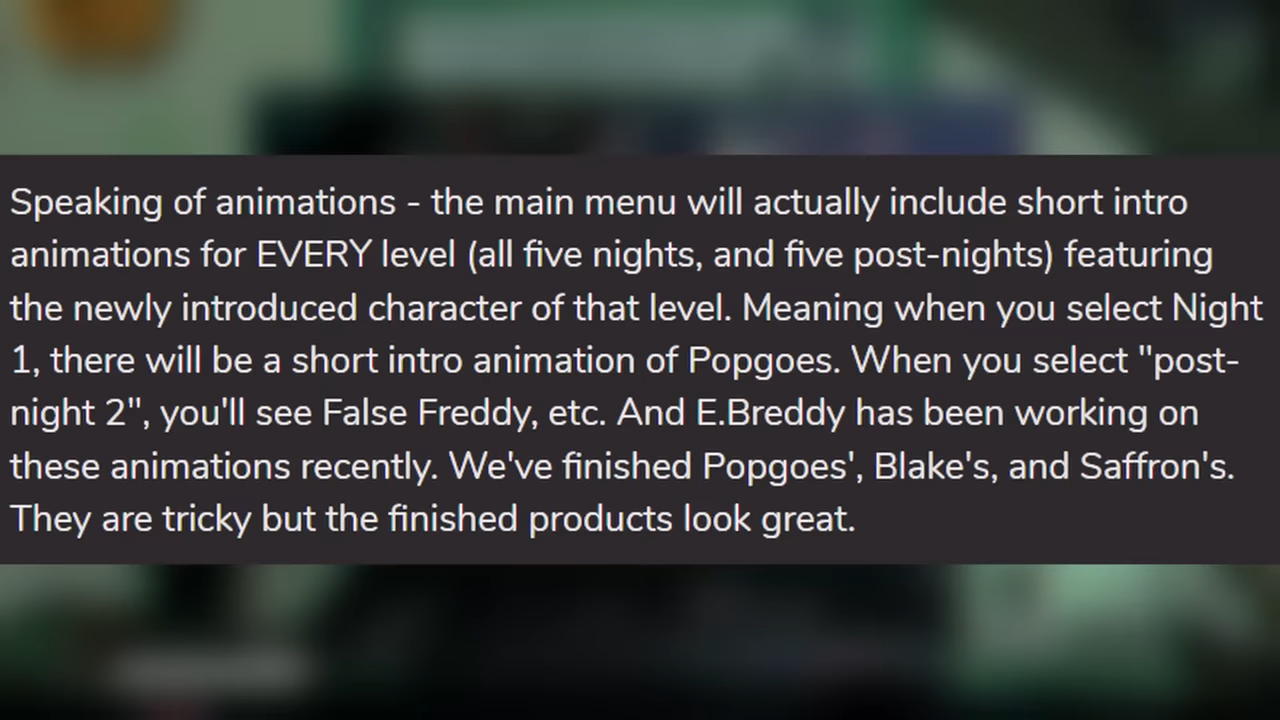 Speaking of animations - the main menu will actually include short intro
animations for EVERY level (all five nights, and five post-nights) featuring
the newly introduced character of that level. Meaning when you select Night
1, there will be a short intro animation of Popgoes. When you select "post-
night 2", you'll see False Freddy, etc. And E.Breddy has been working on
these animations recently. We've finished Popgoes', Blake's, and Saffron's.
They are tricky but the finished products look great.